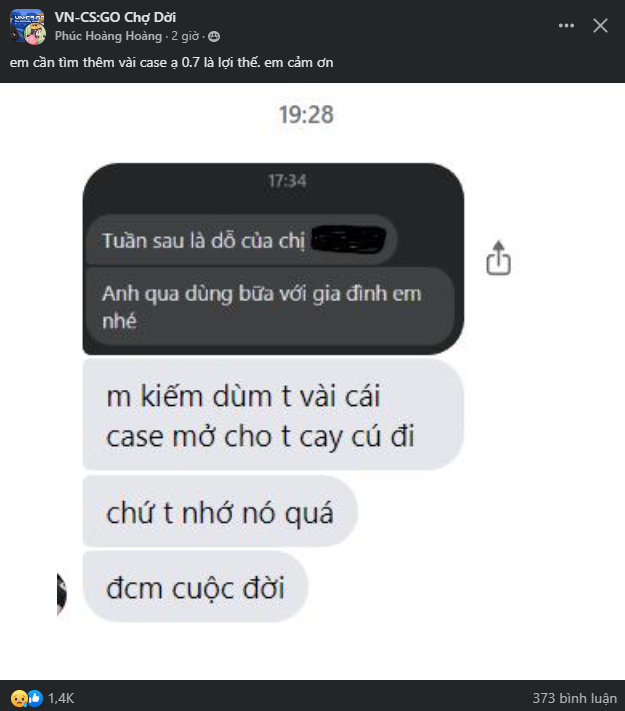 VN-CS:GO Chợ Dời
Phúc Hoàng Hoàng · 2 giờ ·
em cần tìm thêm vài case ạ 0.7 là lợi thế. em cảm ơn
19:28
17:34
Tuần sau là dỗ của chị
Anh qua dùng bữa với gia đình em
nhé
m kiếm dùm t vài cái
case mở cho t cay cú đi
chứ t nhớ nó quá
đcm cuộc đời
1,4K
373 bình luận